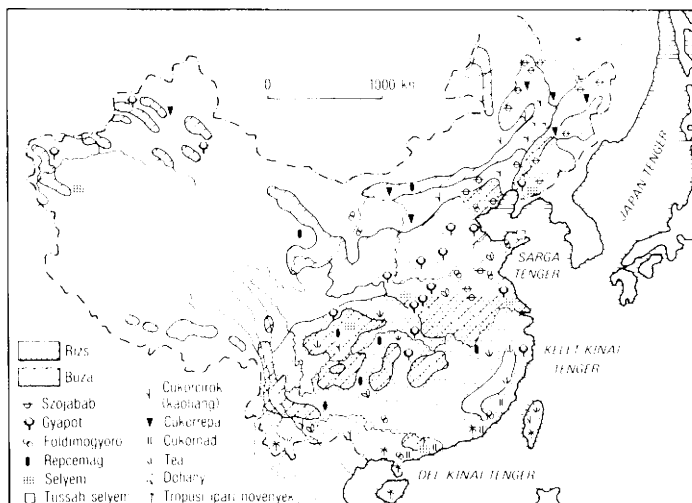 0 1000 km
JAPÁN TENGER
SÁRGA
TENGER
KELET KÍNAI
TENGER
DÉL KÍNAI TENGER
Rizs
Búza
Szójabab
Gyapot
Földimogyoró
Repcemag
Selyem
Tussah selyem
Cukorcirok
(kaoliang)
Cukorrépa
Cukornád
Tea
Dohány
Trópusi ipari növények